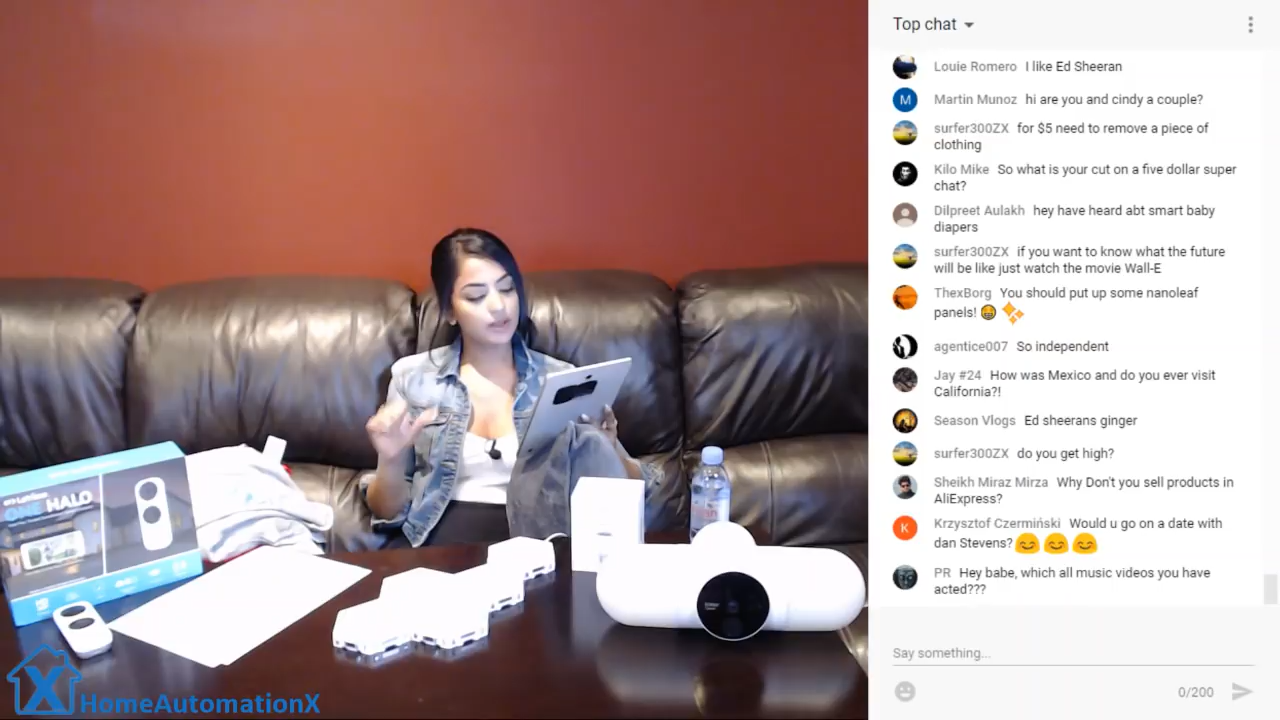 Top chat
Louie Romero I like Ed Sheeran
Martin Munoz hi are you and cindy a couple?
surfer300ZX for $5 need to remove a piece of
clothing
Kilo Mike So what is your cut on a five dollar super
chat?
Dilpreet Aulakh hey have heard abt smart baby
diapers
surfer300ZX if you want to know what the future
will be like just watch the movie Wall-E
ThexBorg You should put up some nanoleaf
panels!
agentice007 So independent
Jay #24 How was Mexico and do you ever visit
California?!
Season Vlogs Ed sheerans ginger
surfer300ZX do you get high?
Sheikh Miraz Mirza Why Don't you sell products in
AliExpress?
K
Krzysztof Czermiński Would u go on a date with
dan Stevens?
PR Hey babe, which all music videos you have
acted???
Say something...
0/200
ONE HALO
X
HomeAutomationX
M